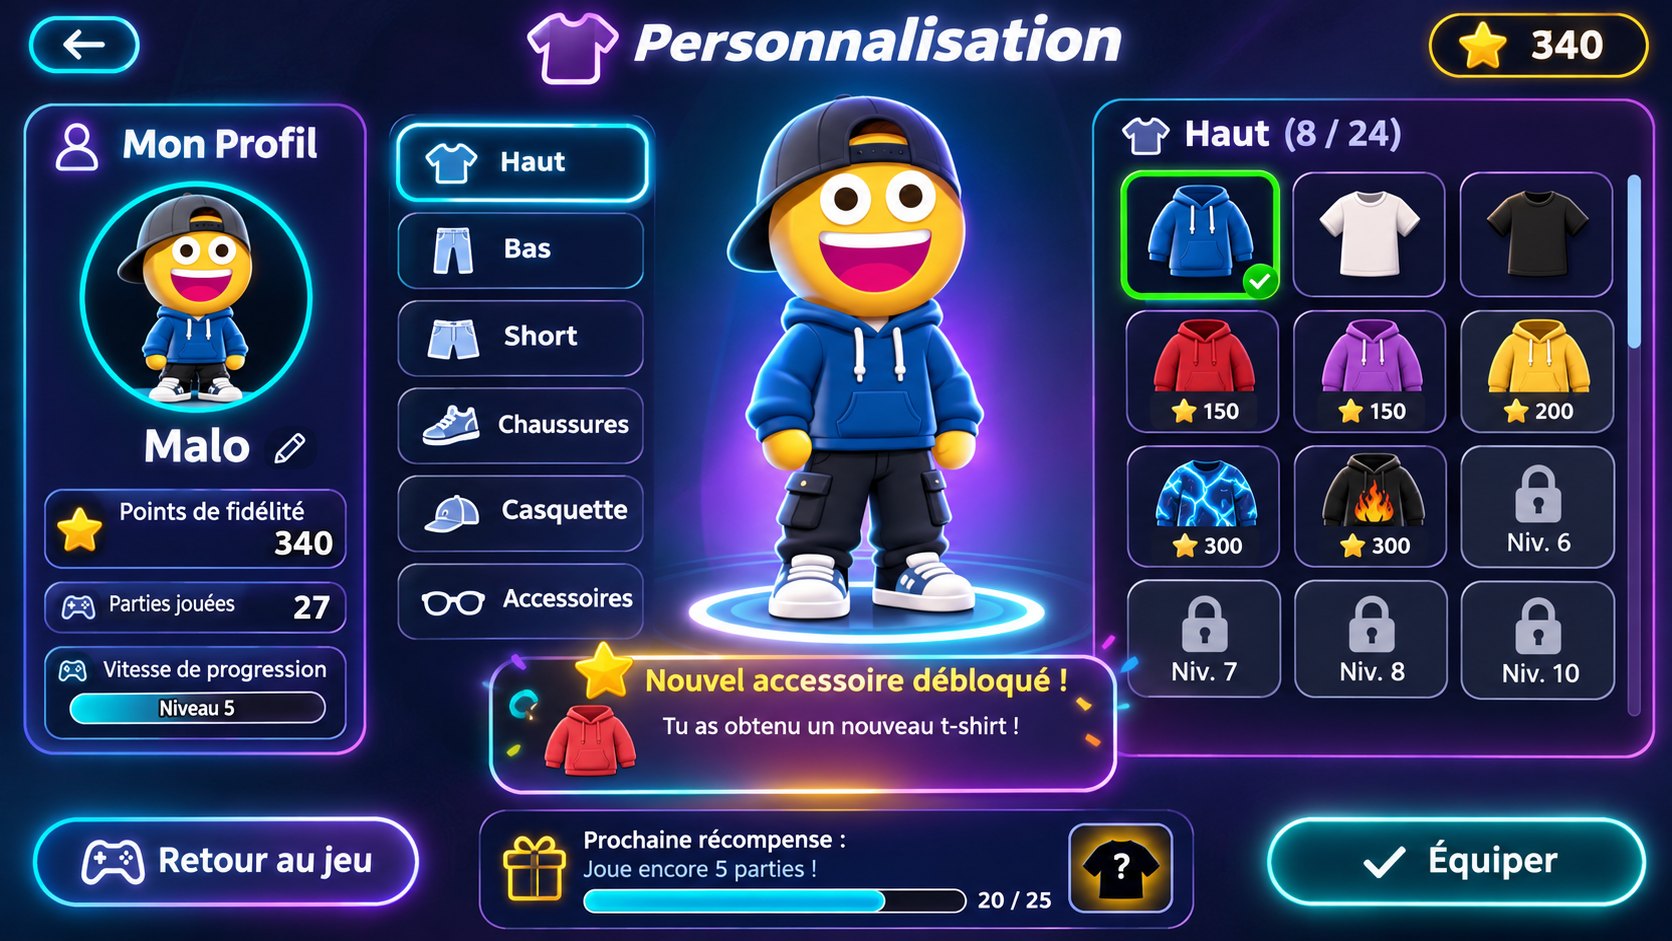 Personnalisation
340
Mon Profil
Malo
Points de fidélité
340
Parties jouées
27
Vitesse de progression
Niveau 5
Haut
Bas
Short
Chaussures
Casquette
Accessoires
Haut (8 / 24)
150
150
200
300
300
Niv. 6
Niv. 7
Niv. 8
Niv. 10
Nouvel accessoire débloqué !
Tu as obtenu un nouveau t-shirt !
Retour au jeu
Prochaine récompense :
Joue encore 5 parties !
20 / 25
?
Équiper